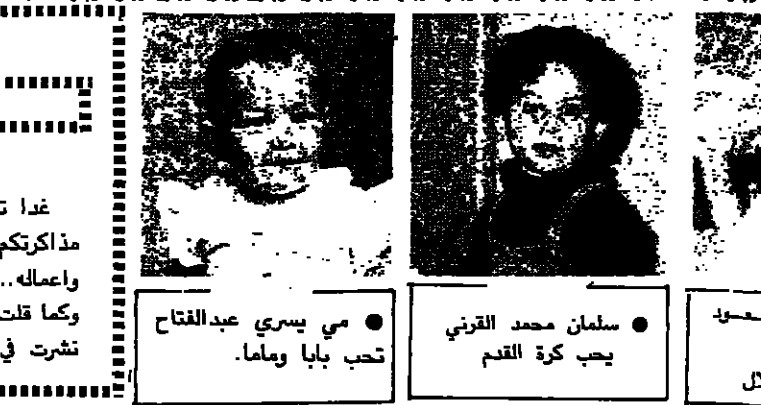 ● سلمان محمد القرني
يحب كرة القدم
● مي يسري عبدالفتاح
تحب بابا وماما.
غدا
مذاكرتكم
واعماله..
وكما قلت
نشرت في